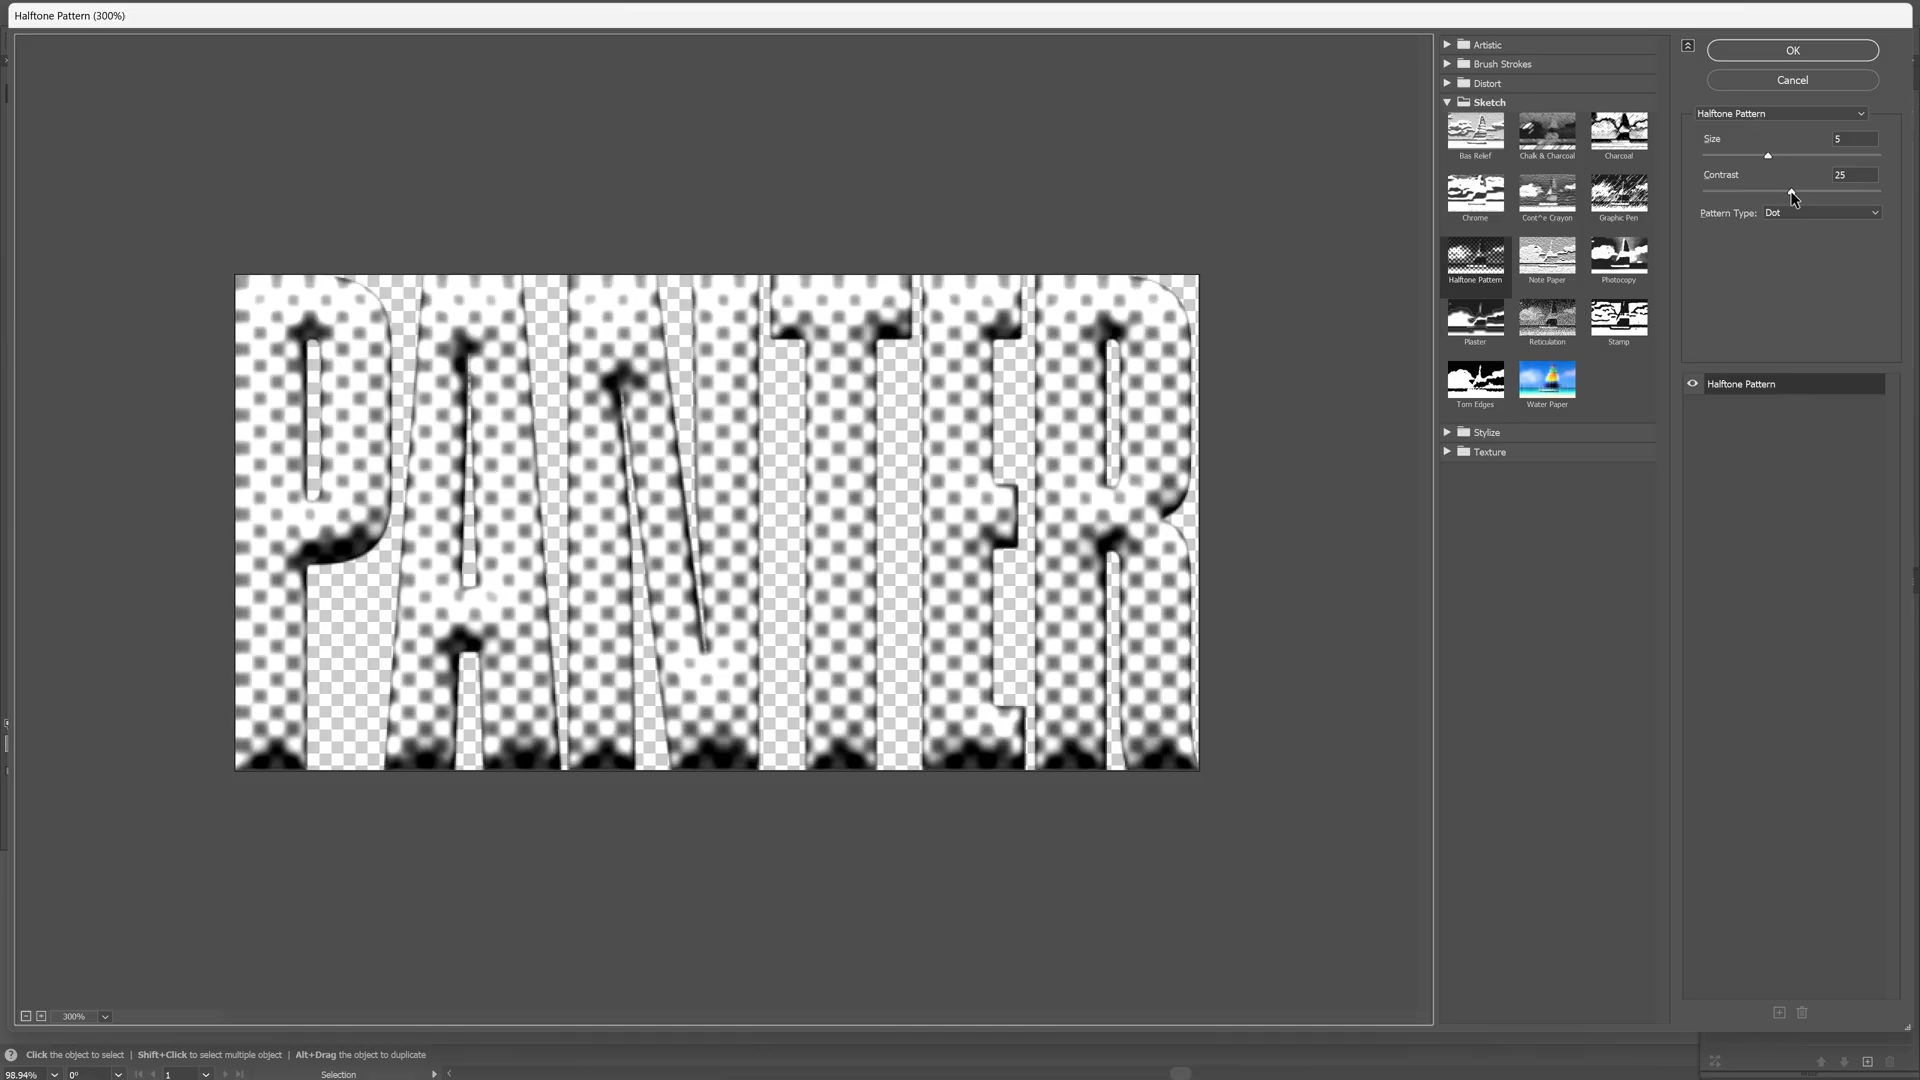 Halftone Pattern (300%)
Artistic
Brush Strokes
Distort
Sketch
Bas Relief
Chalk & Charcoal
Charcoal
Chrome
Cont^e Crayon
Graphic Pen
Halftone Pattern
Note Paper
Photocopy
Plaster
Reticulation
Stamp
Torn Edges
Water Paper
Stylize
Texture
OK
Cancel
Halftone Pattern
Size 5
Contrast 25
Pattern Type: Dot
Halftone Pattern
PANTER
300%
Click the object to select | Shift+Click to select multiple object | Alt+Drag the object to duplicate
98.94% 0° 1 Selection